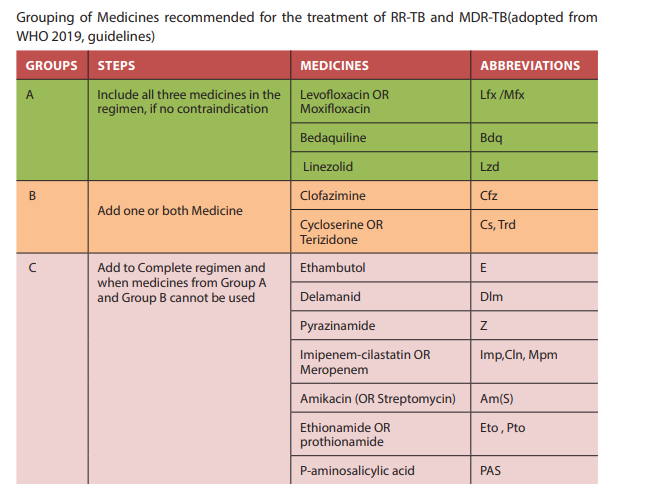 Grouping of Medicines recommended for the treatment of RR-TB and MDR-TB(adopted from
WHO 2019, guidelines)
GROUPS STEPS MEDICINES ABBREVIATIONS
A Include all three medicines in the regimen, if no contraindication Levofloxacin OR Moxifloxacin Lfx /Mfx
Bedaquiline Bdq
Linezolid Lzd
B Add one or both Medicine Clofazimine Cfz
Cycloserine OR Terizidone Cs, Trd
C Add to Complete regimen and when medicines from Group A and Group B cannot be used Ethambutol E
Delamanid Dlm
Pyrazinamide Z
Imipenem-cilastatin OR Meropenem Imp,Cln, Mpm
Amikacin (OR Streptomycin) Am(S)
Ethionamide OR prothionamide Eto , Pto
P-aminosalicylic acid PAS